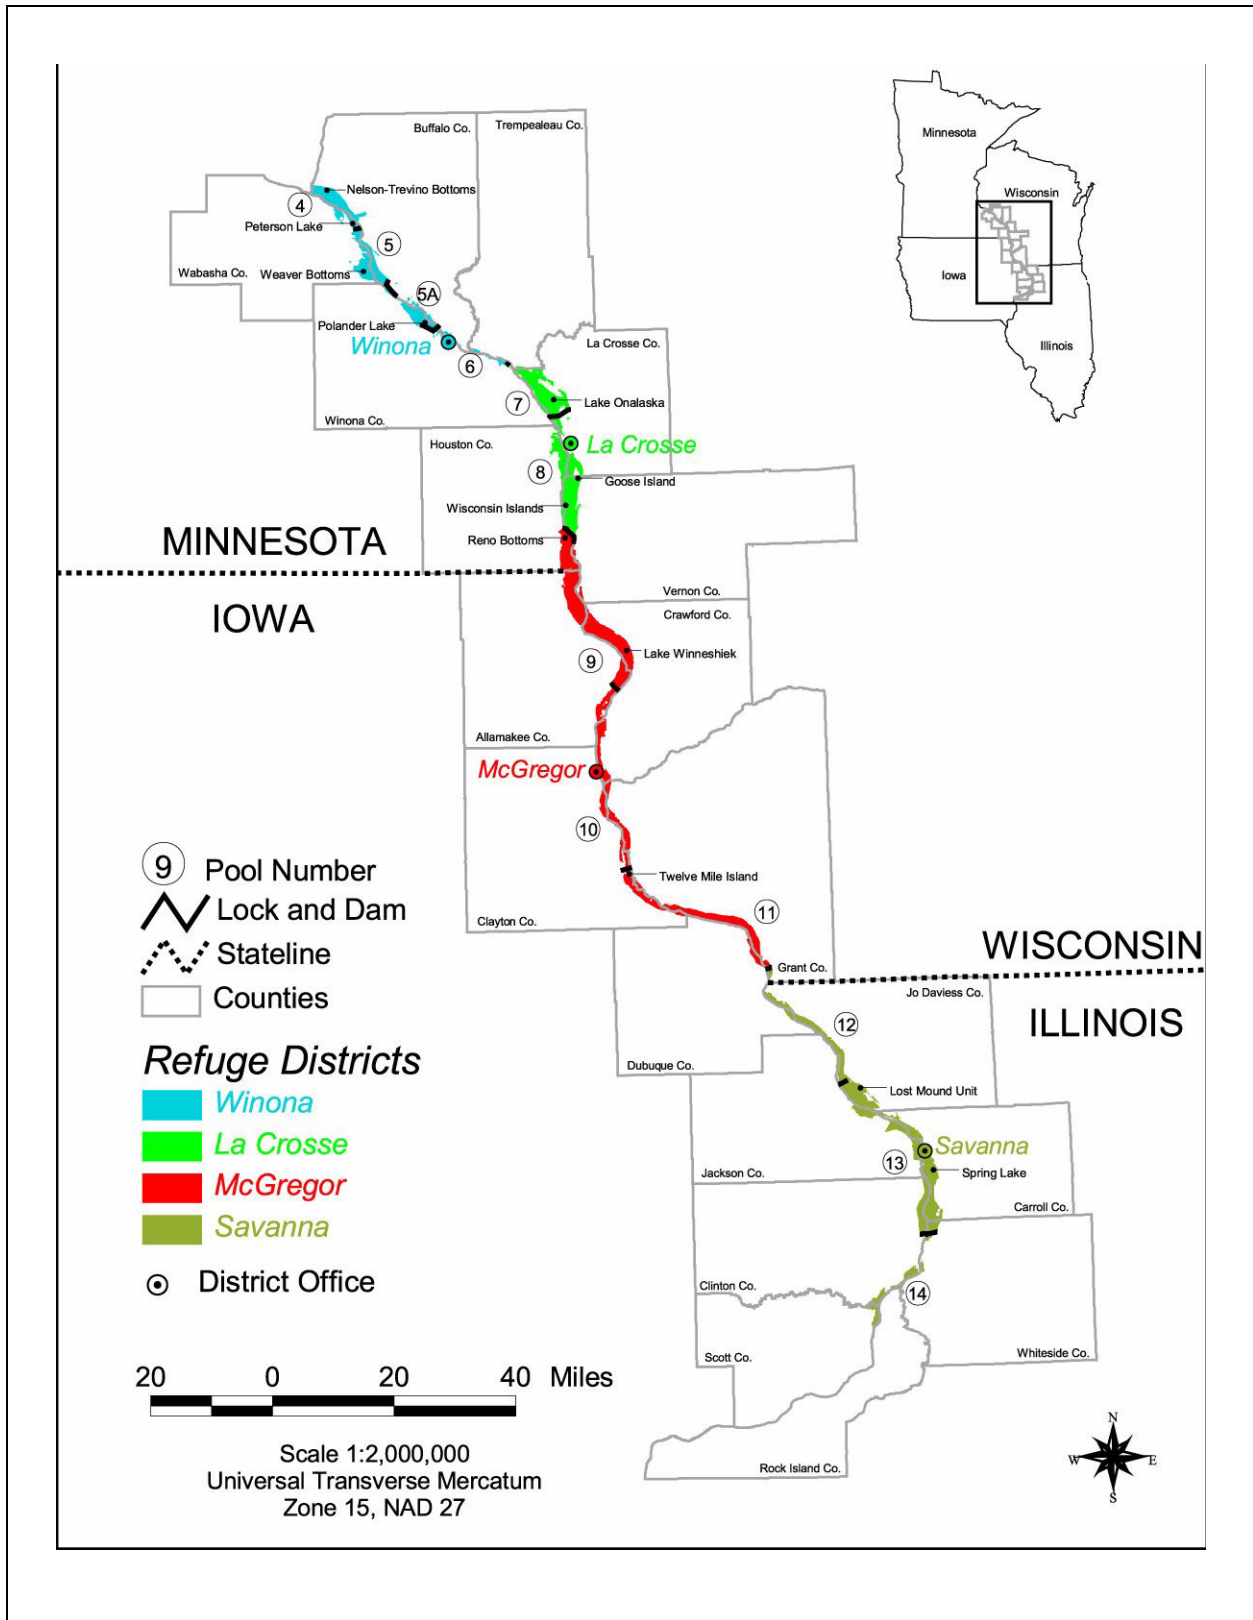 Minnesota
Wisconsin
Iowa
Illinois
Buffalo Co.
Trempealeau Co.
Nelson-Trevino Bottoms
4
Peterson Lake
5
Wabasha Co.
Weaver Bottoms
5A
Polander Lake
Winona
6
La Crosse Co.
7
Lake Onalaska
Winona Co.
Houston Co.
La Crosse
8
Goose Island
Wisconsin Islands
MINNESOTA
Reno Bottoms
IOWA
Vernon Co.
Crawford Co.
9
Lake Winneshiek
Allamakee Co.
McGregor
10
Twelve Mile Island
11
Clayton Co.
WISCONSIN
Grant Co.
Jo Daviess Co.
ILLINOIS
12
Dubuque Co.
Lost Mound Unit
Savanna
13
Jackson Co.
Spring Lake
Carroll Co.
Clinton Co.
14
Scott Co.
Whiteside Co.
Rock Island Co.
9 Pool Number
Lock and Dam
Stateline
Counties
Refuge Districts
Winona
La Crosse
McGregor
Savanna
District Office
20 0 20 40 Miles
Scale 1:2,000,000
Universal Transverse Mercatum
Zone 15, NAD 27
N
W E
S